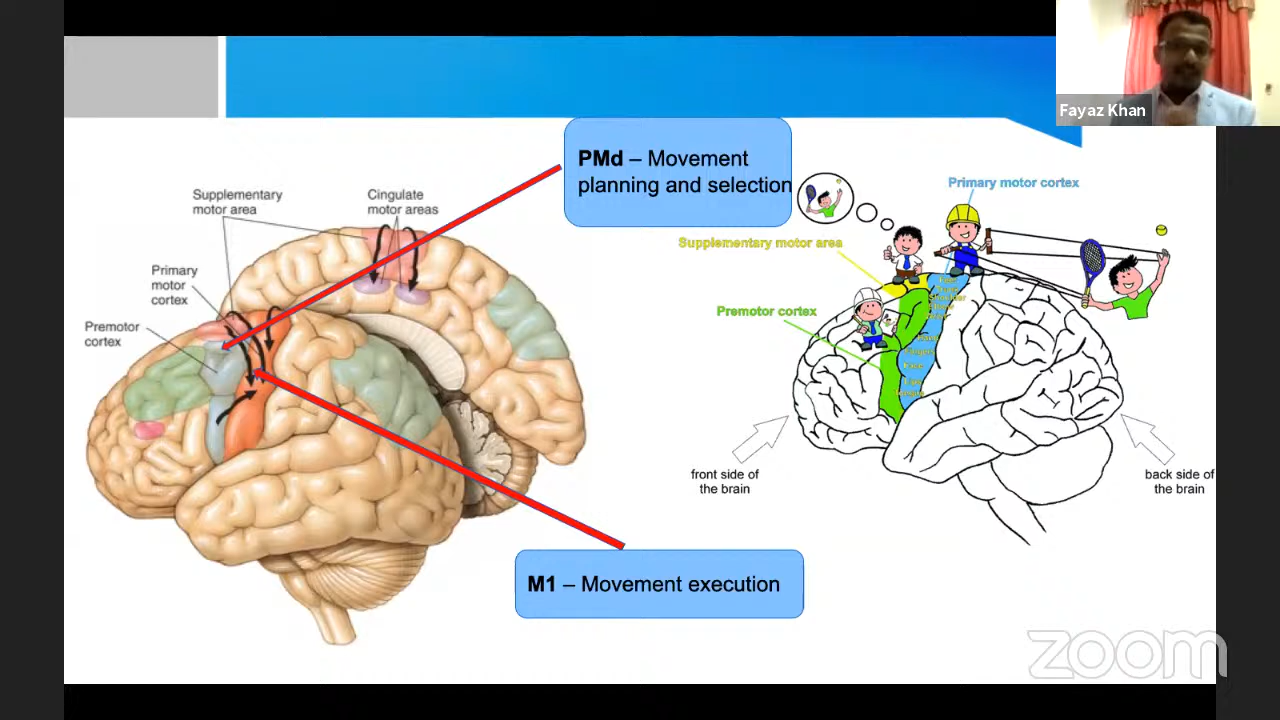 Fayaz Khan
PMd – Movement
planning and selection
Supplementary
motor area
Cingulate
motor areas
Primary
motor
cortex
Premotor
cortex
Primary motor cortex
Supplementary motor area
Premotor cortex
front side of
the brain
back side of
the brain
M1 – Movement execution
zoom